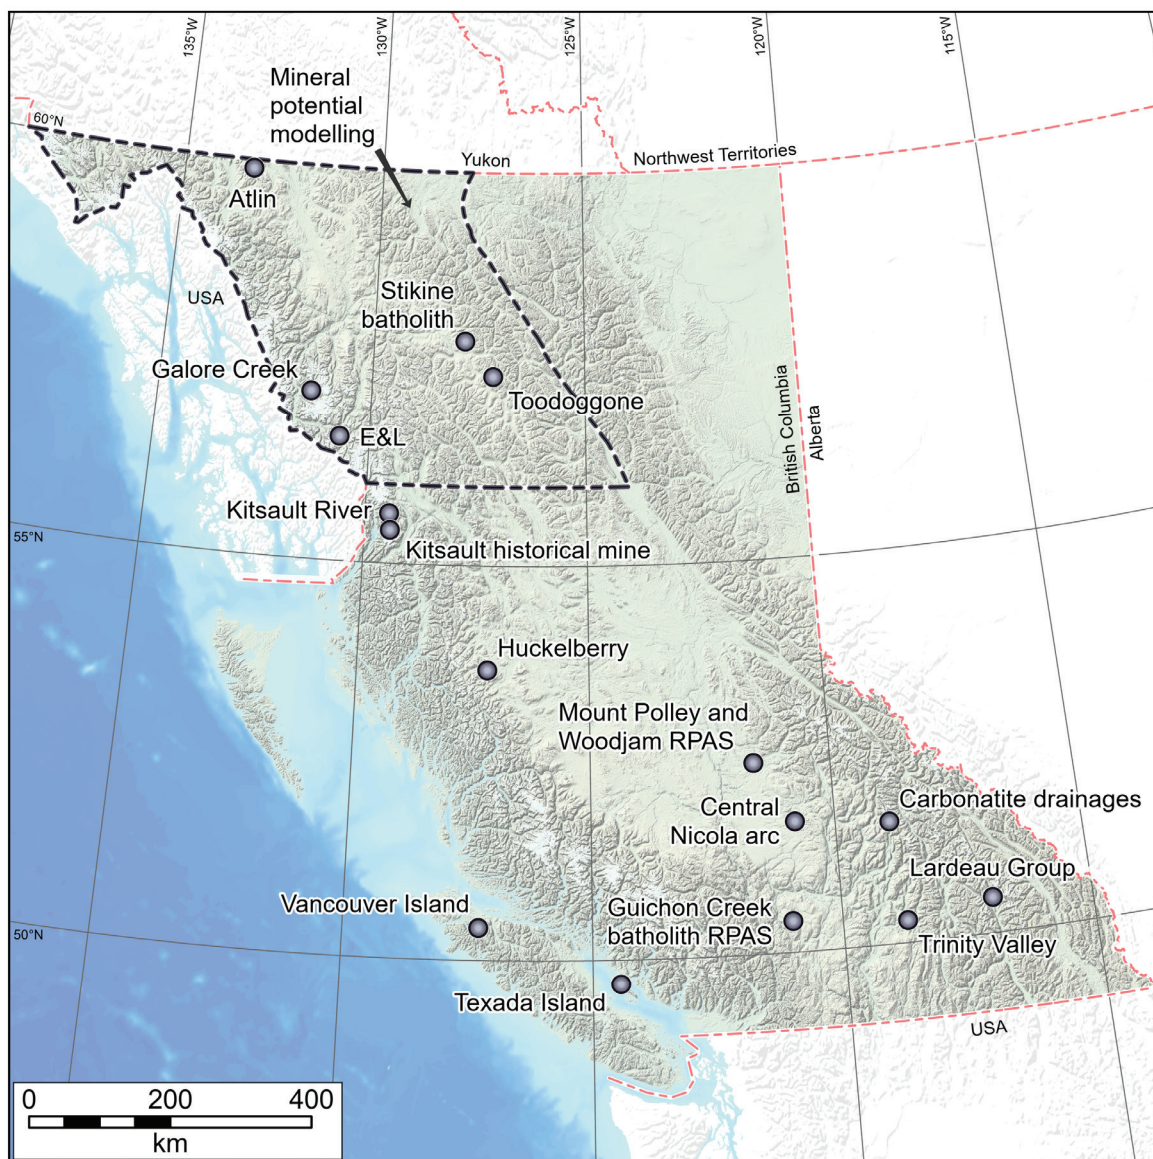 135°W
130°W
125°W
120°W
115°W
Mineral
potential
modelling
60°N
Yukon
Northwest Territories
Atlin
USA
Stikine
batholith
Galore Creek
Toodoggone
British Columbia
Alberta
E&L
Kitsault River
55°N
Kitsault historical mine
Huckelberry
Mount Polley and
Woodjam RPAS
Central
Nicola arc
Carbonatite drainages
Lardeau Group
Vancouver Island
Guichon Creek
batholith RPAS
50°N
Trinity Valley
Texada Island
USA
0 200 400
km